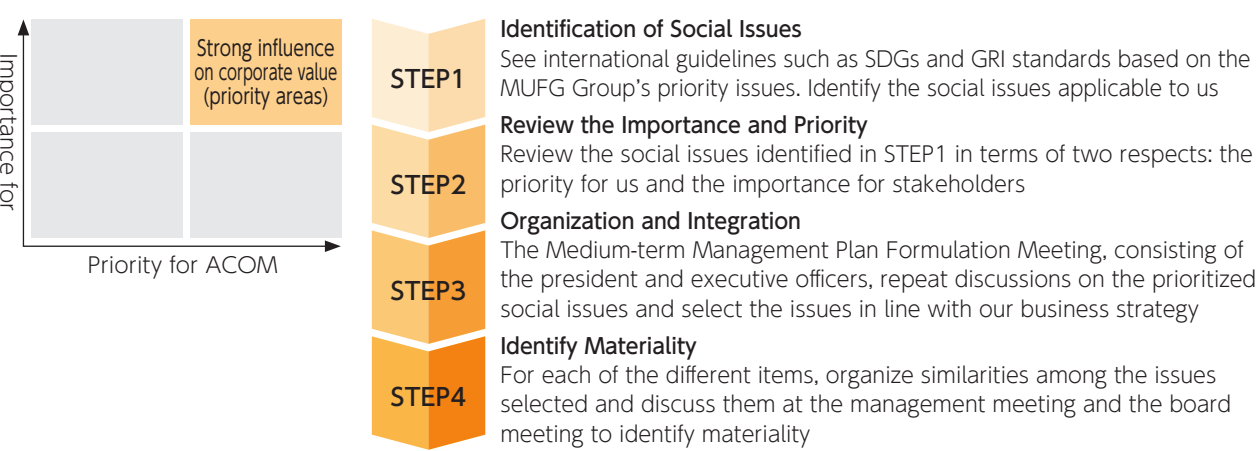 Importance for
Strong influence
on corporate value
(priority areas)
Priority for ACOM
STEP1
Identification of Social Issues
See international guidelines such as SDGs and GRI standards based on the
MUFG Group's priority issues. Identify the social issues applicable to us
STEP2
Review the Importance and Priority
Review the social issues identified in STEP1 in terms of two respects: the
priority for us and the importance for stakeholders
STEP3
Organization and Integration
The Medium-term Management Plan Formulation Meeting, consisting of
the president and executive officers, repeat discussions on the prioritized
social issues and select the issues in line with our business strategy
STEP4
Identify Materiality
For each of the different items, organize similarities among the issues
selected and discuss them at the management meeting and the board
meeting to identify materiality